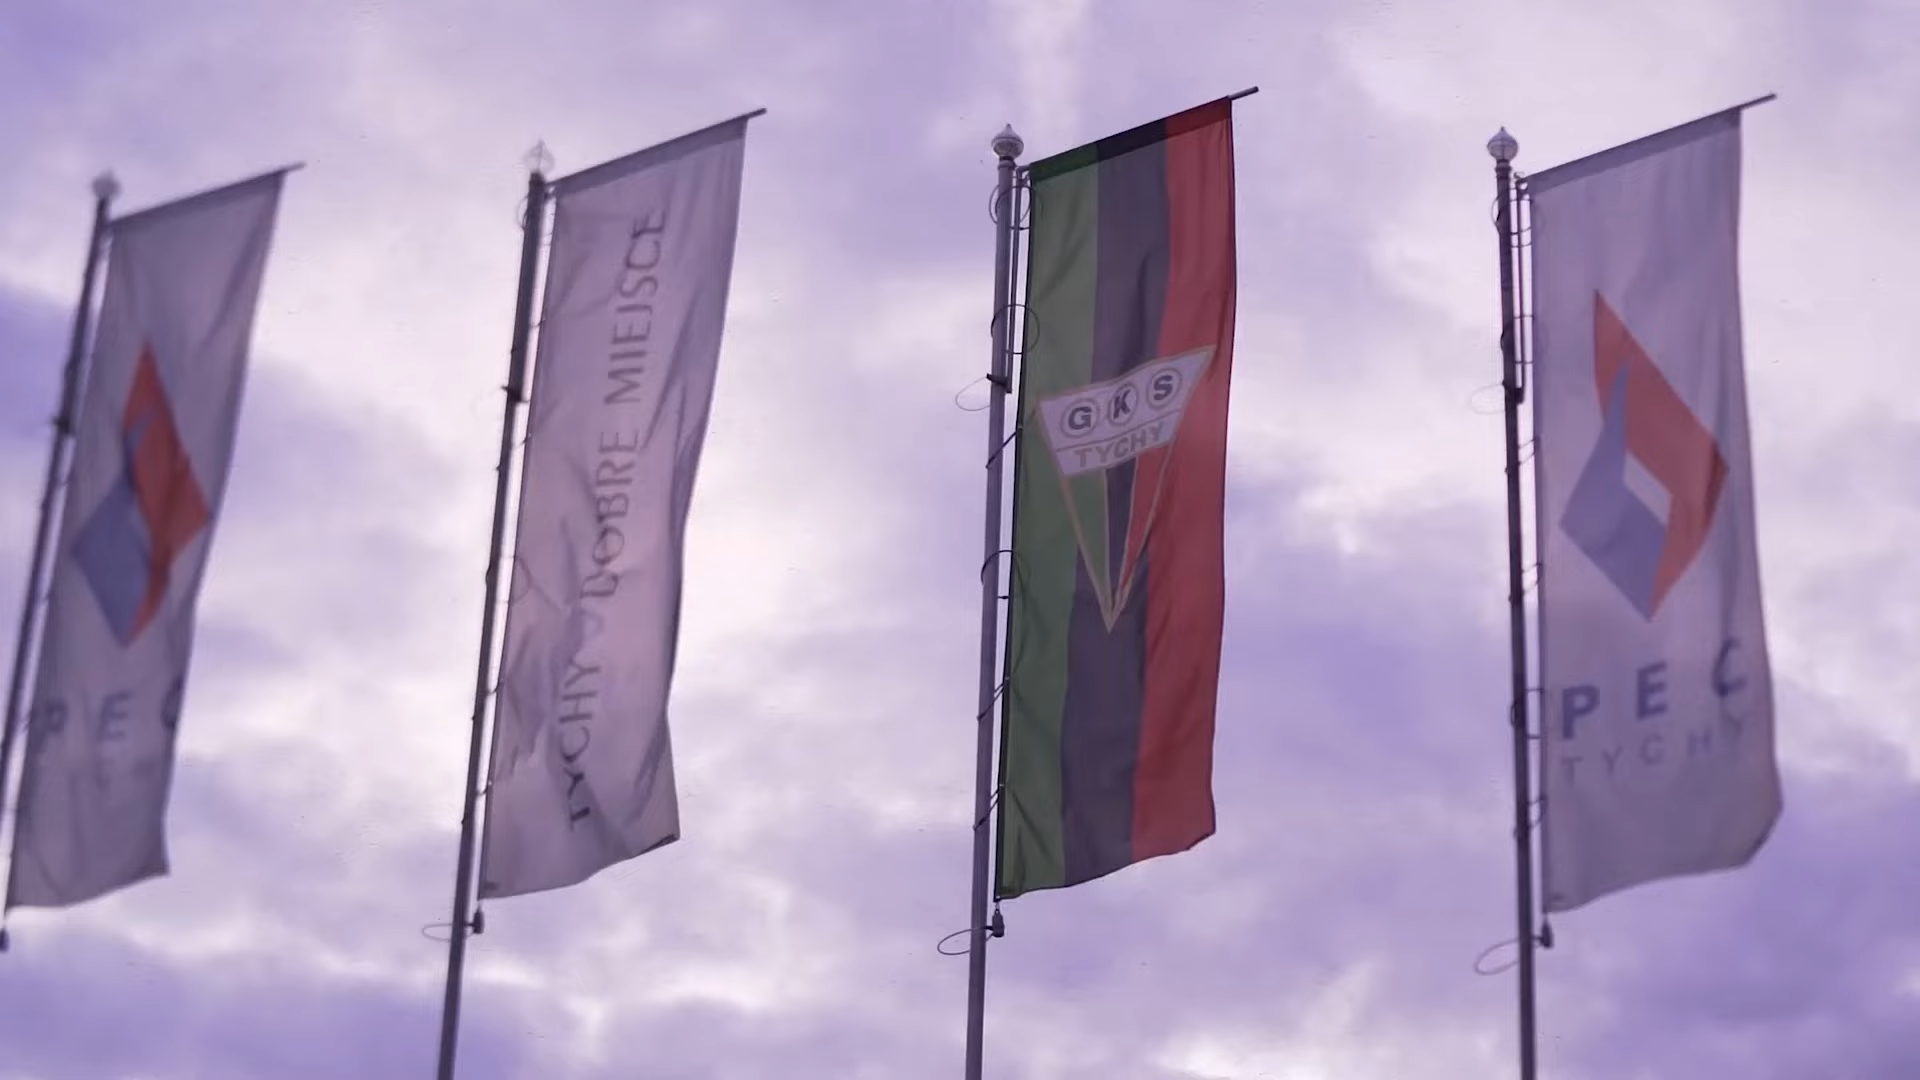 PEC
TYCHY DOBRE MIEJSCE
GKS
TYCHY
PEC
TYCHY